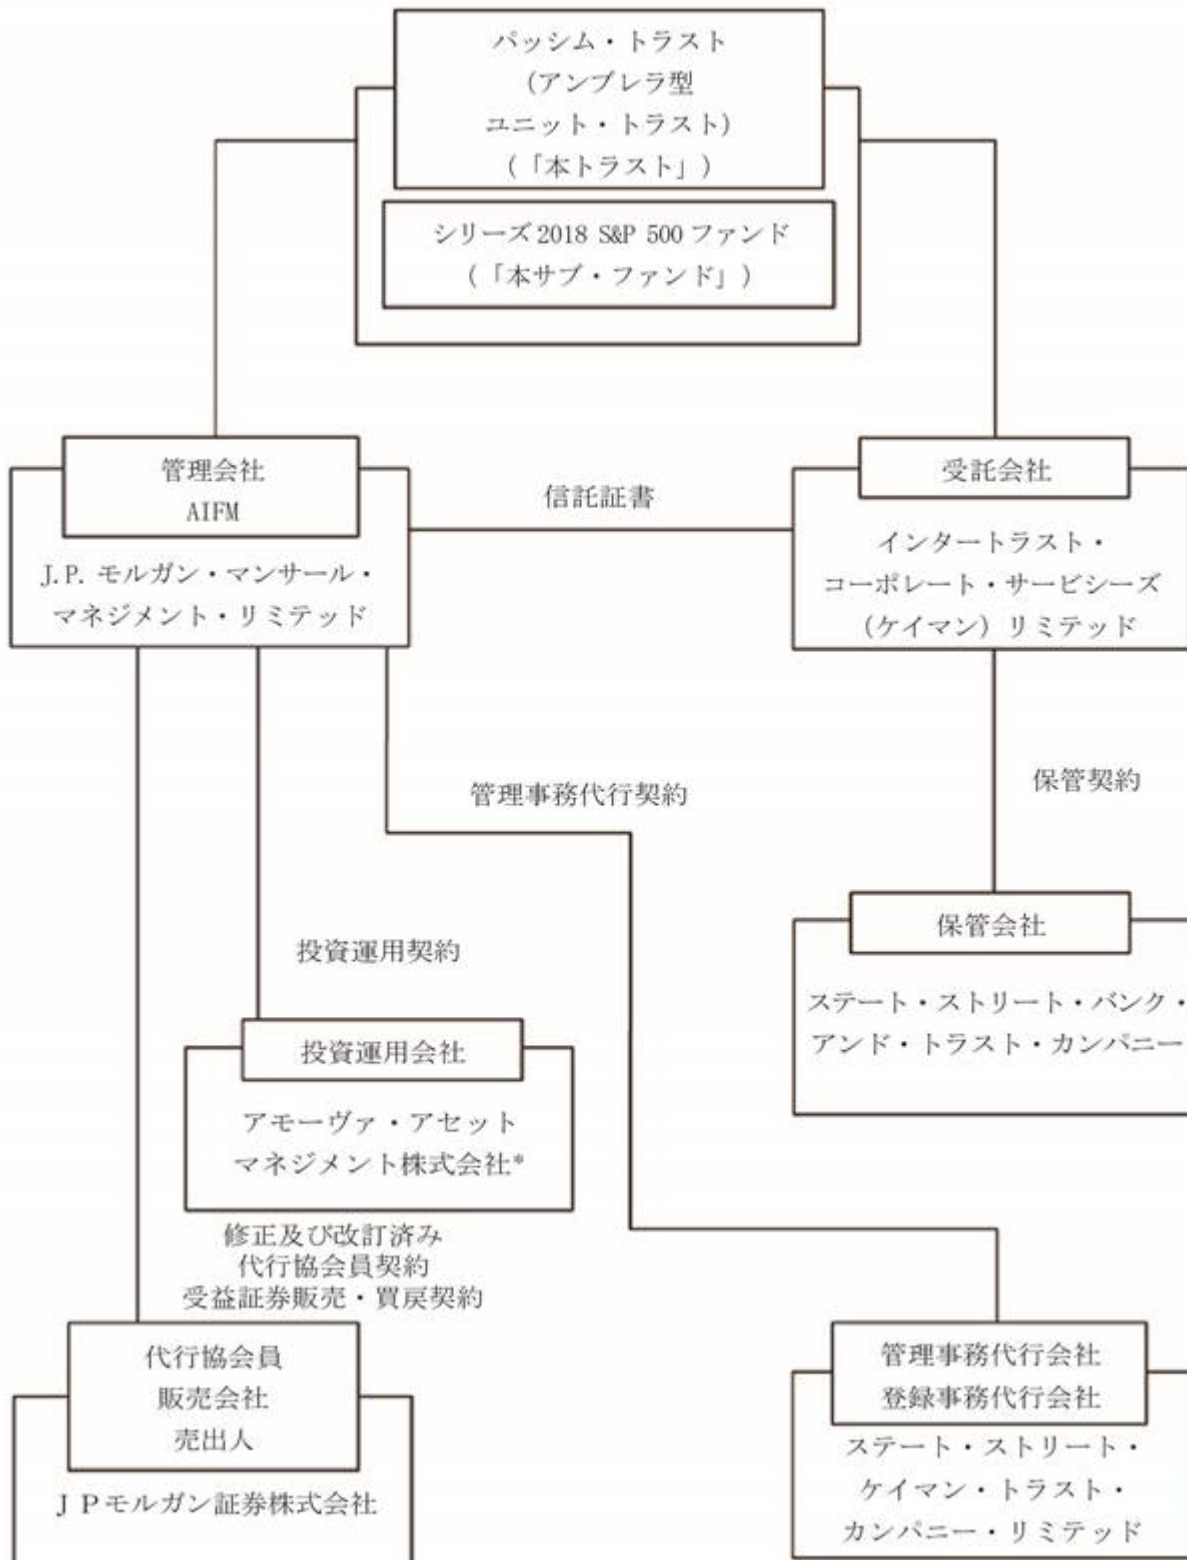 パッシム・トラスト
(アンブレラ型
ユニット・トラスト)
(「本トラスト」)
シリーズ 2018 S&P 500 ファンド
(「本サブ・ファンド」)
管理会社
AIFM
J.P. モルガン・マンサール・
マネジメント・リミテッド
信託証書
受託会社
インタートラスト・
コーポレート・サービシーズ
(ケイマン) リミテッド
管理事務代行契約
保管契約
投資運用契約
保管会社
ステート・ストリート・バンク・
アンド・トラスト・カンパニー
投資運用会社
アモーヴァ・アセット
マネジメント株式会社*
修正及び改訂済み
代行協会員契約
受益証券販売・買戻契約
代行協会員
販売会社
売出人
JPモルガン証券株式会社
管理事務代行会社
登録事務代行会社
ステート・ストリート・
ケイマン・トラスト・
カンパニー・リミテッド